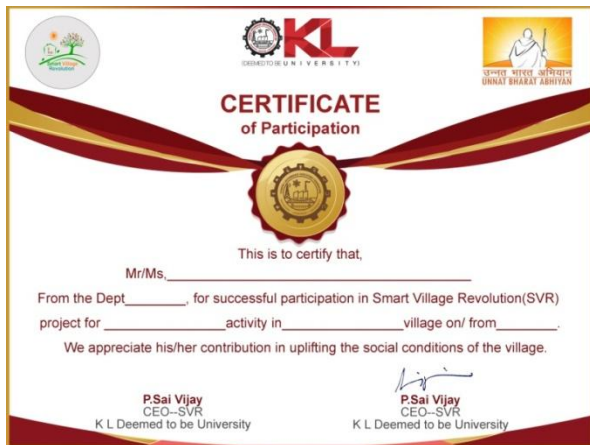 Smart Village
Revolution
KL
(DEEMED TO BE UNIVERSITY)
उन्नत भारत अभियान
UNNAT BHARAT ABHIYAN
CERTIFICATE
of Participation
This is to certify that,
Mr/Ms,
From the Dept________, for successful participation in Smart Village Revolution(SVR)
project for ________________activity in________________village on/ from________.
We appreciate his/her contribution in uplifting the social conditions of the village.
P.Sai Vijay
CEO--SVR
K L Deemed to be University
P.Sai Vijay
CEO--SVR
K L Deemed to be University